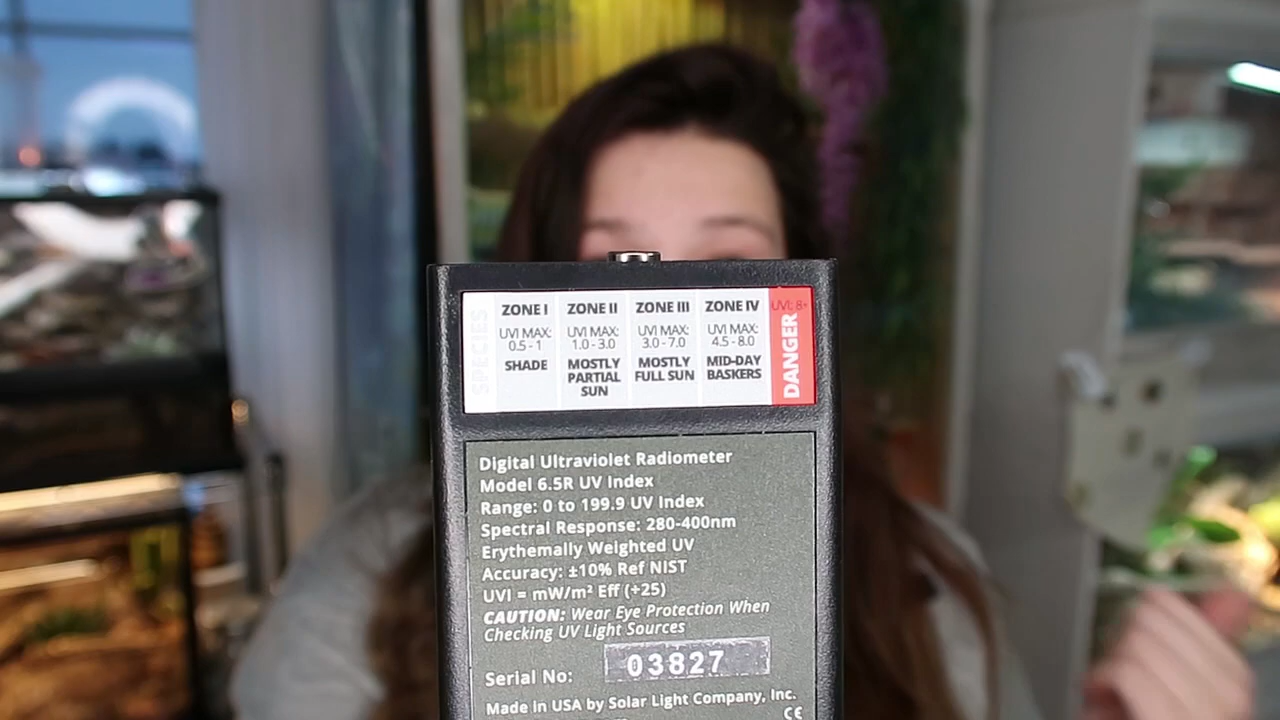 SPECIES
ZONE I
UVI MAX:
0.5 - 1
SHADE
ZONE II
UVI MAX:
1.0 - 3.0
MOSTLY
PARTIAL
SUN
ZONE III
UVI MAX:
3.0 - 7.0
MOSTLY
FULL SUN
ZONE IV
UVI MAX:
4.5 - 8.0
MID-DAY
BASKERS
UVI: 8+
DANGER
Digital Ultraviolet Radiometer
Model 6.5R UV Index
Range: 0 to 199.9 UV Index
Spectral Response: 280-400nm
Erythemally Weighted UV
Accuracy: ±10% Ref NIST
UVI = mW/m² Eff (÷25)
CAUTION: Wear Eye Protection When
Checking UV Light Sources
Serial No: 03827
Made in USA by Solar Light Company, Inc.
CE